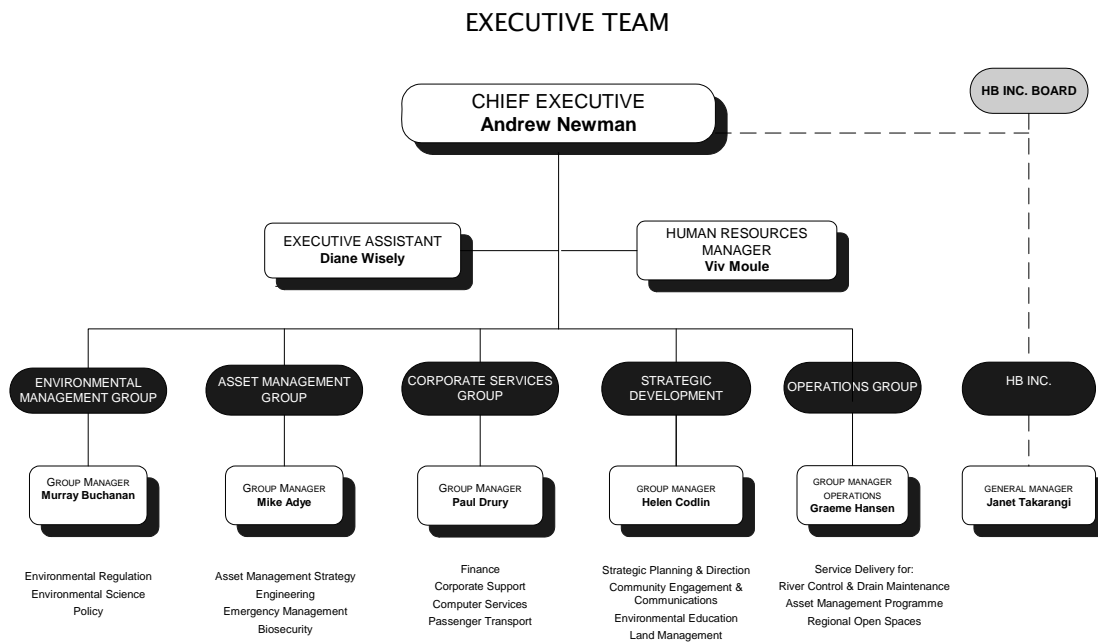 EXECUTIVE TEAM
CHIEF EXECUTIVE
Andrew Newman
HB INC. BOARD
EXECUTIVE ASSISTANT
Diane Wisely
HUMAN RESOURCES
MANAGER
Viv Moule
ENVIRONMENTAL
MANAGEMENT GROUP
ASSET MANAGEMENT
GROUP
CORPORATE SERVICES
GROUP
STRATEGIC
DEVELOPMENT
OPERATIONS GROUP
HB INC.
GROUP MANAGER
Murray Buchanan
GROUP MANAGER
Mike Adye
GROUP MANAGER
Paul Drury
GROUP MANAGER
Helen Codlin
GROUP MANAGER
OPERATIONS
Graeme Hansen
GENERAL MANAGER
Janet Takarangi
Environmental Regulation
Environmental Science
Policy
Asset Management Strategy
Engineering
Emergency Management
Biosecurity
Finance
Corporate Support
Computer Services
Passenger Transport
Strategic Planning & Direction
Community Engagement &
Communications
Environmental Education
Land Management
Service Delivery for:
River Control & Drain Maintenance
Asset Management Programme
Regional Open Spaces